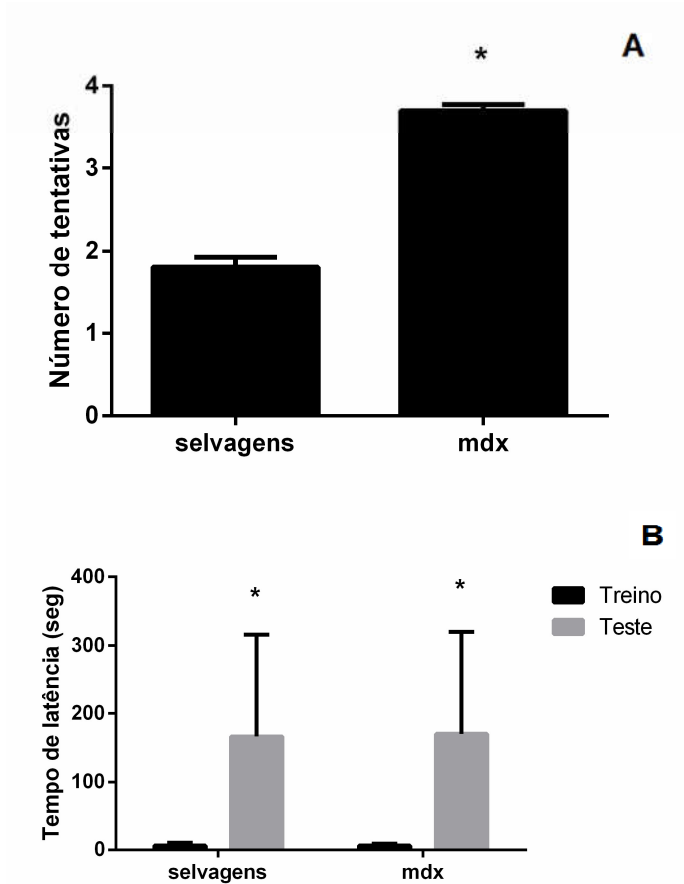 A
*
Número de tentativas
4
3
2
1
0
selvagens mdx
B
Tempo de latência (seg)
400
300
200
100
0
* *
Treino
Teste
selvagens mdx